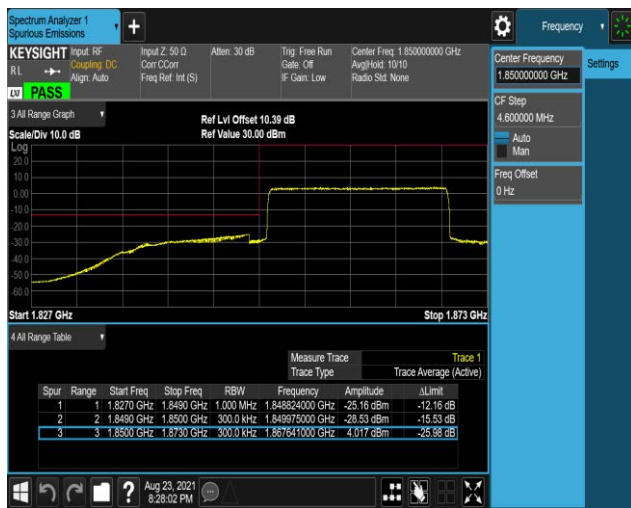 Spectrum Analyzer 1
Spurious Emissions
Frequency
KEYSIGHT
RL
Input: RF
Coupling: DC
Align: Auto
Input Z: 50 Ω
Corr CCorr
Freq Ref: Int (S)
Atten: 30 dB
Trig: Free Run
Gate: Off
IF Gain: Low
Center Freq: 1.850000000 GHz
Avg|Hold: 10/10
Radio Std: None
LXI PASS
3 All Range Graph
Scale/Div 10.0 dB
Ref Lvl Offset 10.39 dB
Ref Value 30.00 dBm
Log
20.0
10.0
0.00
-10.0
-20.0
-30.0
-40.0
-50.0
-60.0
Start 1.827 GHz
Stop 1.873 GHz
4 All Range Table
Measure Trace Trace 1
Trace Type Trace Average (Active)
Spur Range Start Freq Stop Freq RBW Frequency Amplitude ΔLimit
1 1 1.8270 GHz 1.8490 GHz 1.000 MHz 1.848824000 GHz -25.16 dBm -12.16 dB
2 2 1.8490 GHz 1.8500 GHz 300.0 kHz 1.849975000 GHz -28.53 dBm -15.53 dB
3 3 1.8500 GHz 1.8730 GHz 300.0 kHz 1.867641000 GHz 4.017 dBm -25.98 dB
Aug 23, 2021
8:28:02 PM
Center Frequency
1.850000000 GHz
Settings
CF Step
4.600000 MHz
Auto
Man
Freq Offset
0 Hz